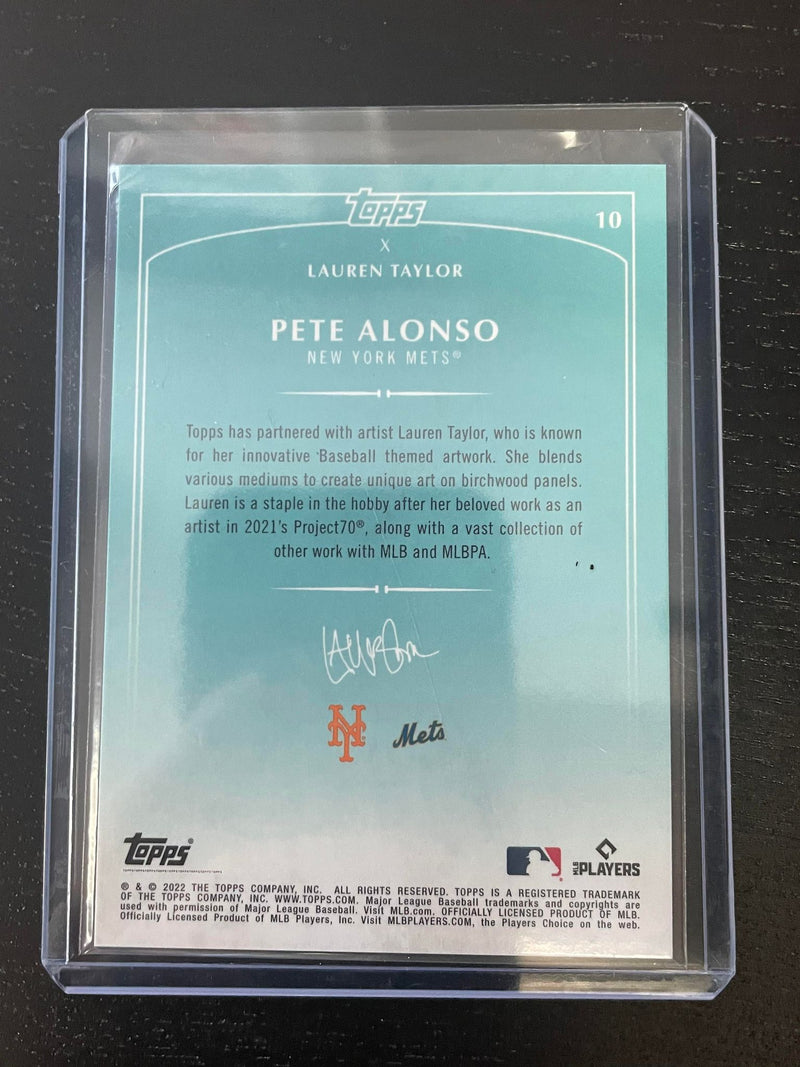 Topps
10
X
LAUREN TAYLOR
PETE ALONSO
NEW YORK METS®
Topps has partnered with artist Lauren Taylor, who is known
for her innovative Baseball themed artwork. She blends
various mediums to create unique art on birchwood panels.
Lauren is a staple in the hobby after her beloved work as an
artist in 2021's Project70®, along with a vast collection of
other work with MLB and MLBPA.
NY
Mets
Topps®
MLB PLAYERS
® & © 2022 THE TOPPS COMPANY, INC. ALL RIGHTS RESERVED. TOPPS IS A REGISTERED TRADEMARK
OF THE TOPPS COMPANY, INC. WWW.TOPPS.COM. Major League Baseball trademarks and copyrights are
used with permission of Major League Baseball. Visit MLB.com. OFFICIALLY LICENSED PRODUCT OF MLB.
Officially Licensed Product of MLB Players, Inc. Visit MLBPLAYERS.COM, the Players Choice on the web.